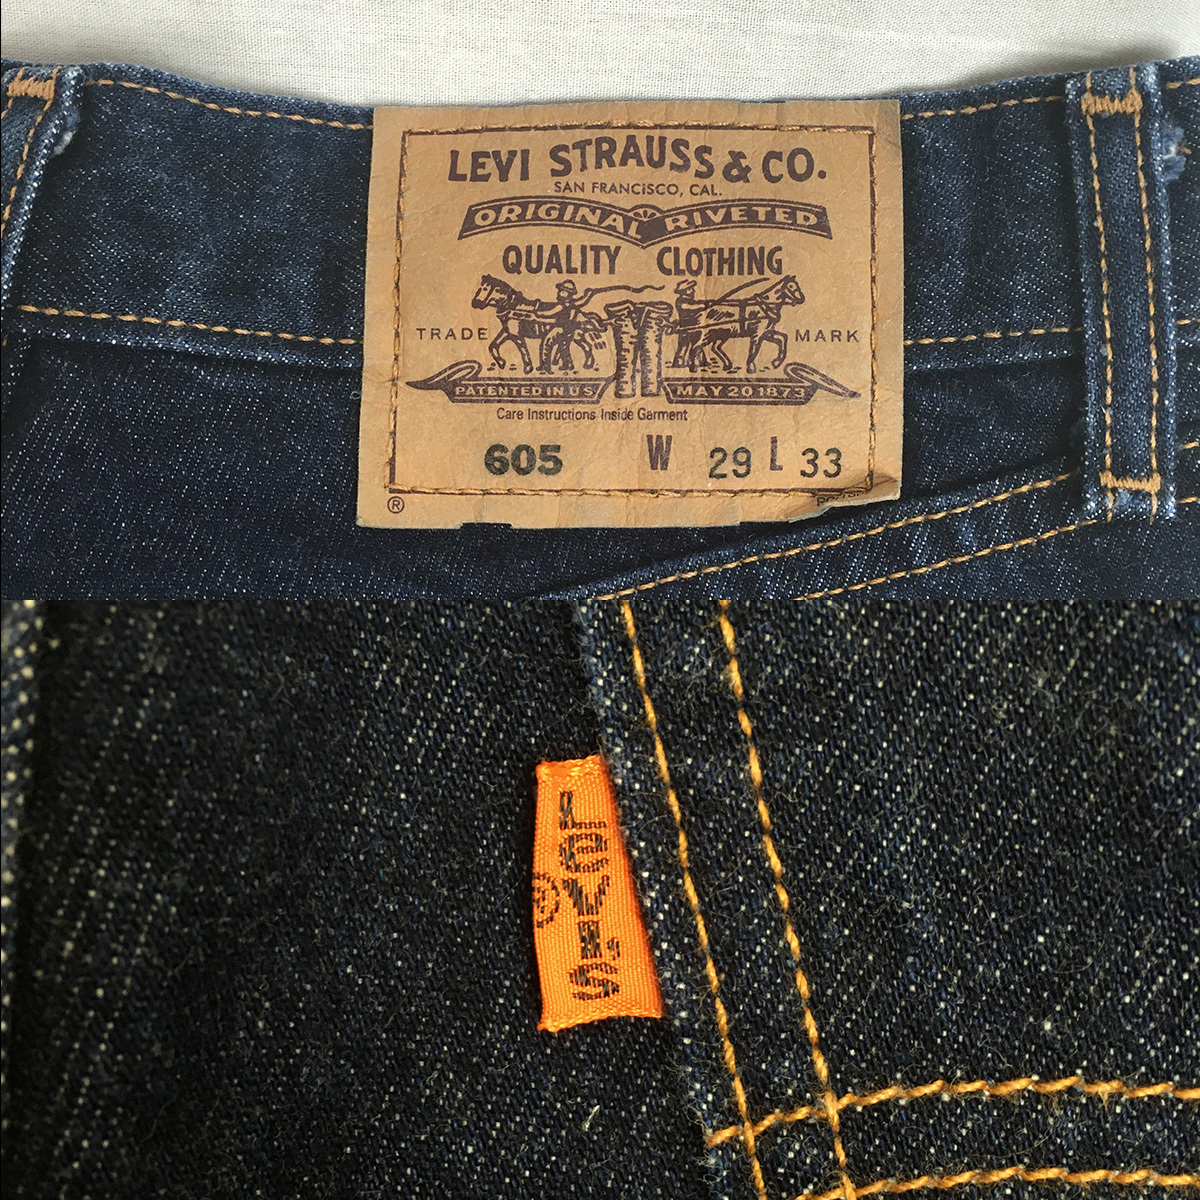 LEVI STRAUSS & CO.
SAN FRANCISCO, CAL.
ORIGINAL RIVETED
QUALITY CLOTHING
TRADE MARK
PATENTED IN U S MAY 20 1873
Care Instructions Inside Garment
605 W 29 L 33
®
Levi's
®